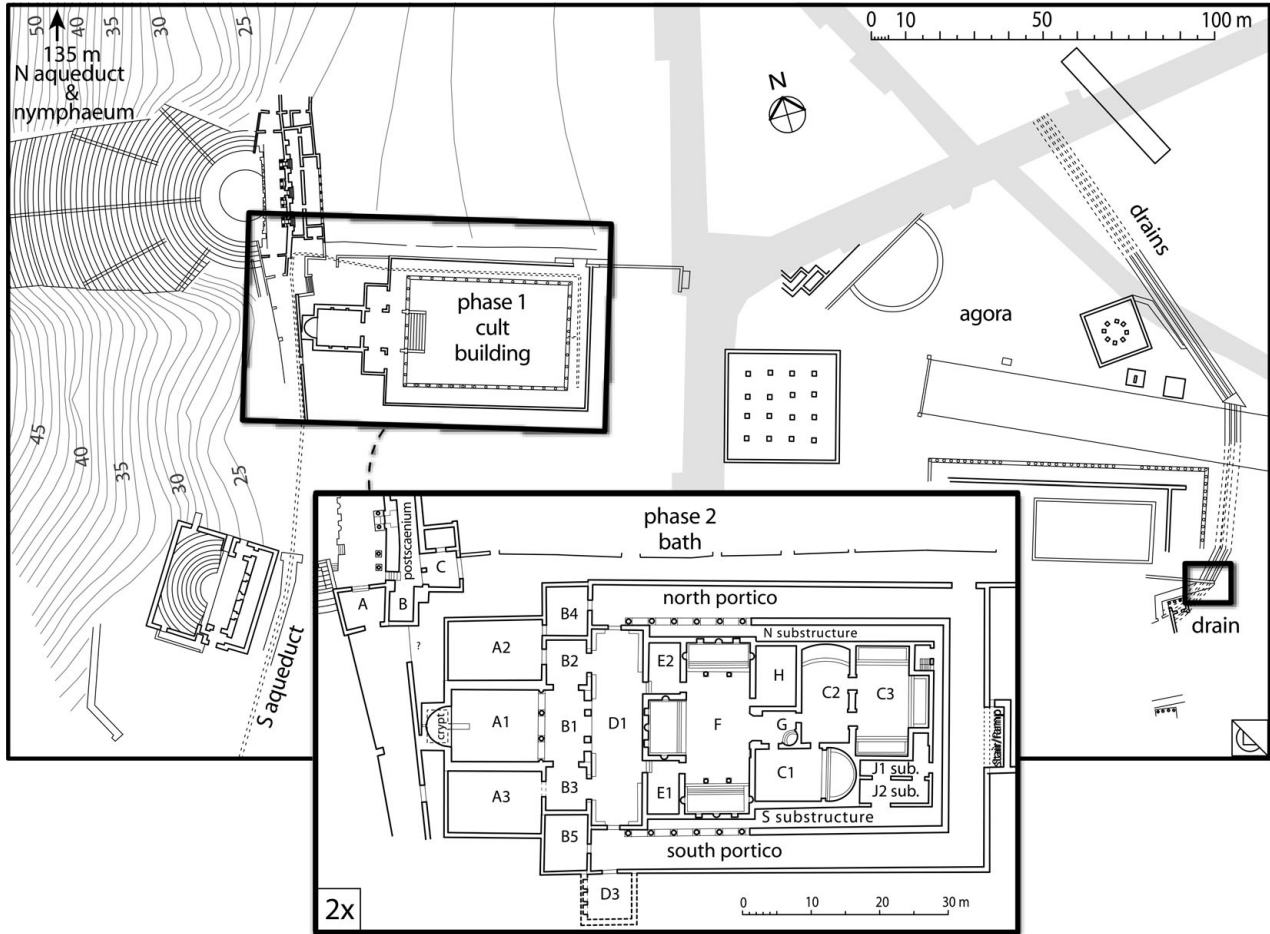 50
40
35
30
135 m
N aqueduct
&
nymphaeum
0 10 50 100 m
N
drains
phase 1
cult
building
agora
45
40
35
30
25
S aqueduct
drain
phase 2
bath
postscaenium
C
A
B
B4
north portico
N substructure
?
A2
B2
E2
H
C2
C3
crypt
A1
B1
D1
F
G
A3
B3
E1
C1
J1 sub.
J2 sub.
stair/ramp
B5
S substructure
south portico
D3
2x
0 10 20 30 m